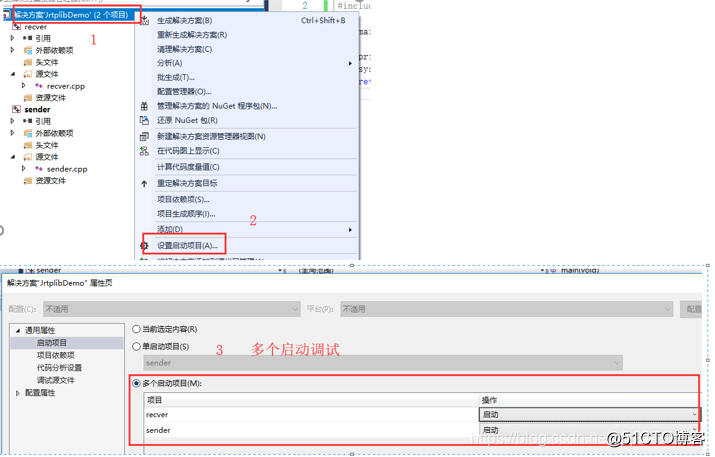 解决方案'JrtplibDemo' (2 个项目)
1
recver
引用
外部依赖项
头文件
源文件
recver.cpp
资源文件
sender
引用
外部依赖项
头文件
源文件
sender.cpp
资源文件
生成解决方案(B) Ctrl+Shift+B
重新生成解决方案(R)
清理解决方案(C)
分析(A)
批生成(T)...
配置管理器(O)...
管理解决方案的 NuGet 程序包(N)...
还原 NuGet 包(R)
新建解决方案资源管理器视图(N)
在代码图上显示(C)
计算代码度量值(C)
重定解决方案目标
项目依赖项(S)...
项目生成顺序(I)...
2
添加(D)
设置启动项目(A)...
2 #inclu
mai
pri
sys
ret
sender
(全局范围)
main(void)
解决方案"JrtplibDemo" 属性页
配置(C): 不适用 平台(P): 不适用 配置
通用属性
启动项目
项目依赖项
代码分析设置
调试源文件
配置属性
当前选定内容(R)
单启动项目(S)
3 多个启动调试
sender
多个启动项目(M):
项目 操作
recver 启动
sender 启动
@51CTO博客